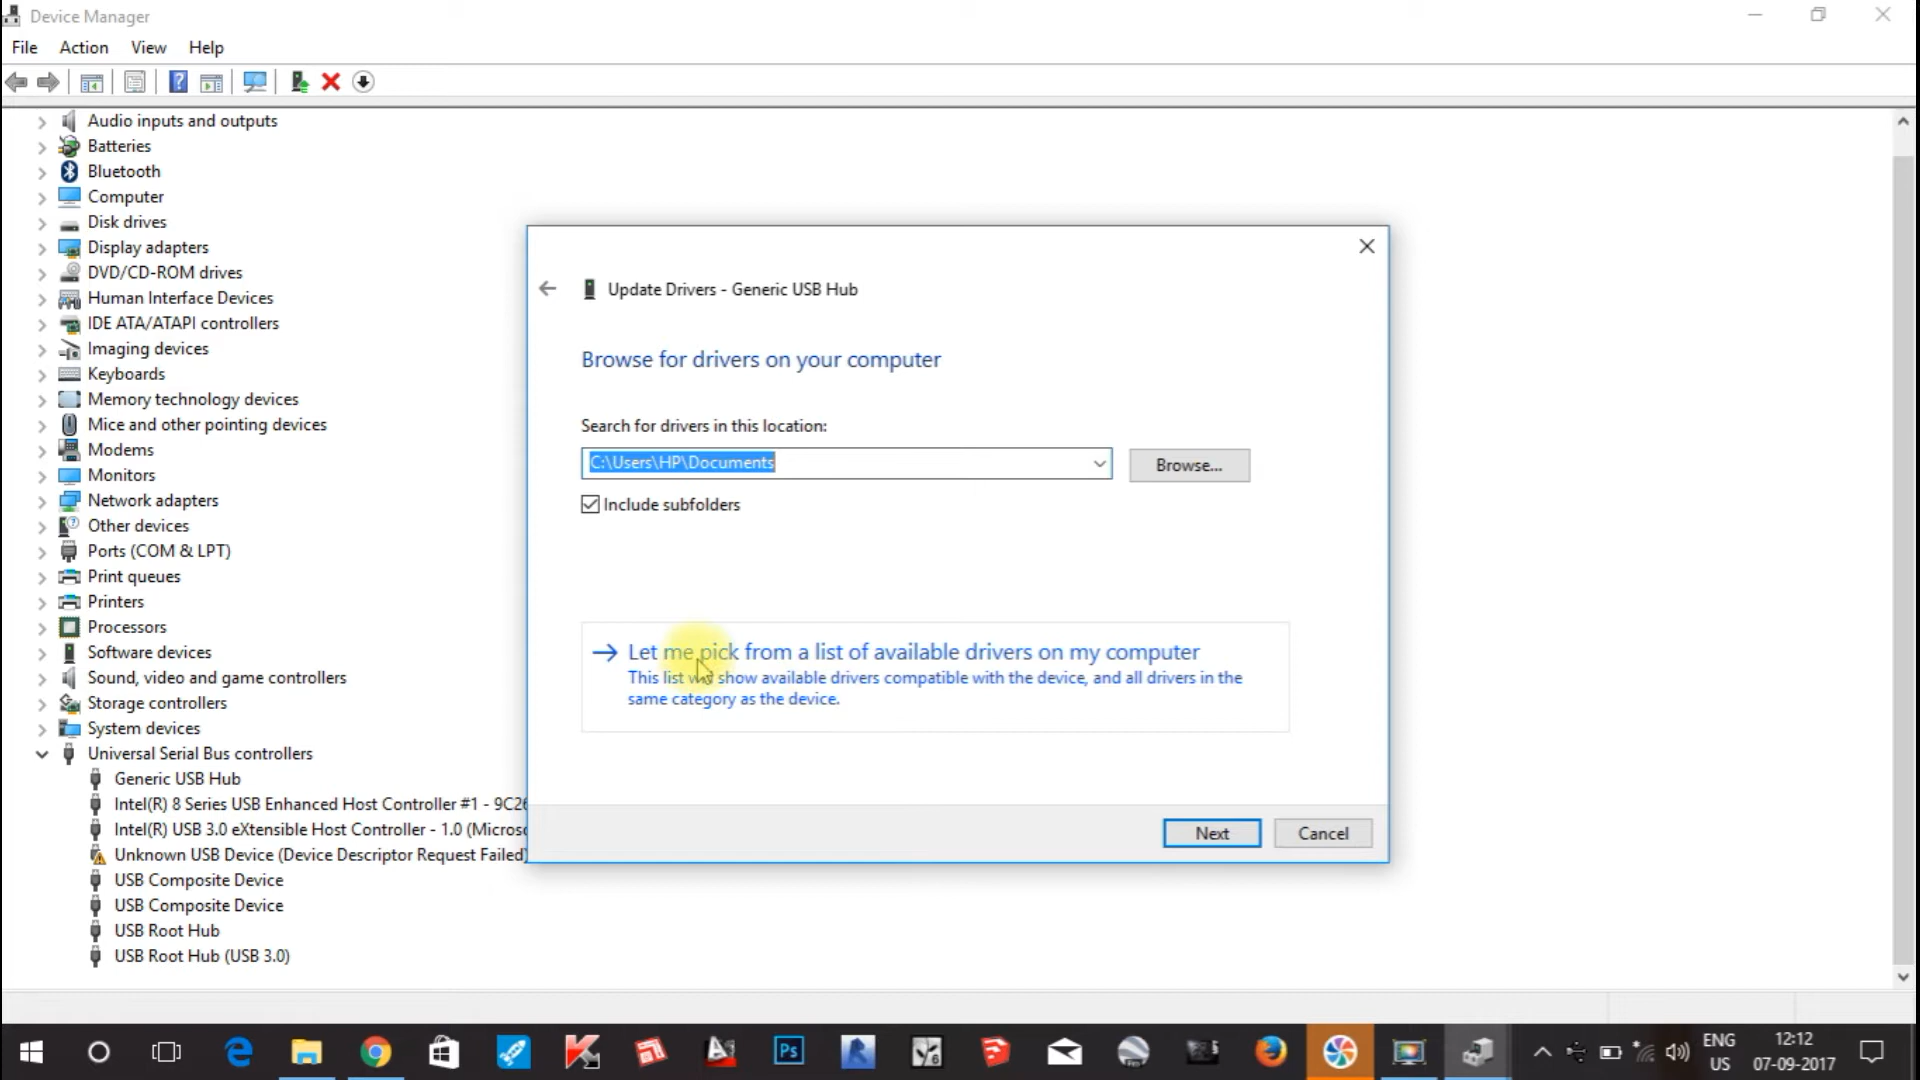 Device Manager
File Action View Help
Audio inputs and outputs
Batteries
Bluetooth
Computer
Disk drives
Display adapters
DVD/CD-ROM drives
Human Interface Devices
IDE ATA/ATAPI controllers
Imaging devices
Keyboards
Memory technology devices
Mice and other pointing devices
Modems
Monitors
Network adapters
Other devices
Ports (COM & LPT)
Print queues
Printers
Processors
Software devices
Sound, video and game controllers
Storage controllers
System devices
Universal Serial Bus controllers
Generic USB Hub
Intel(R) 8 Series USB Enhanced Host Controller #1 - 9C26
Intel(R) USB 3.0 eXtensible Host Controller - 1.0 (Micros
Unknown USB Device (Device Descriptor Request Failed)
USB Composite Device
USB Composite Device
USB Root Hub
USB Root Hub (USB 3.0)
Update Drivers - Generic USB Hub
Browse for drivers on your computer
Search for drivers in this location:
C:\Users\HP\Documents
Browse...
Include subfolders
Let me pick from a list of available drivers on my computer
This list show available drivers compatible with the device, and all drivers in the
same category as the device.
Next Cancel
Ps
ENG
US
12:12
07-09-2017